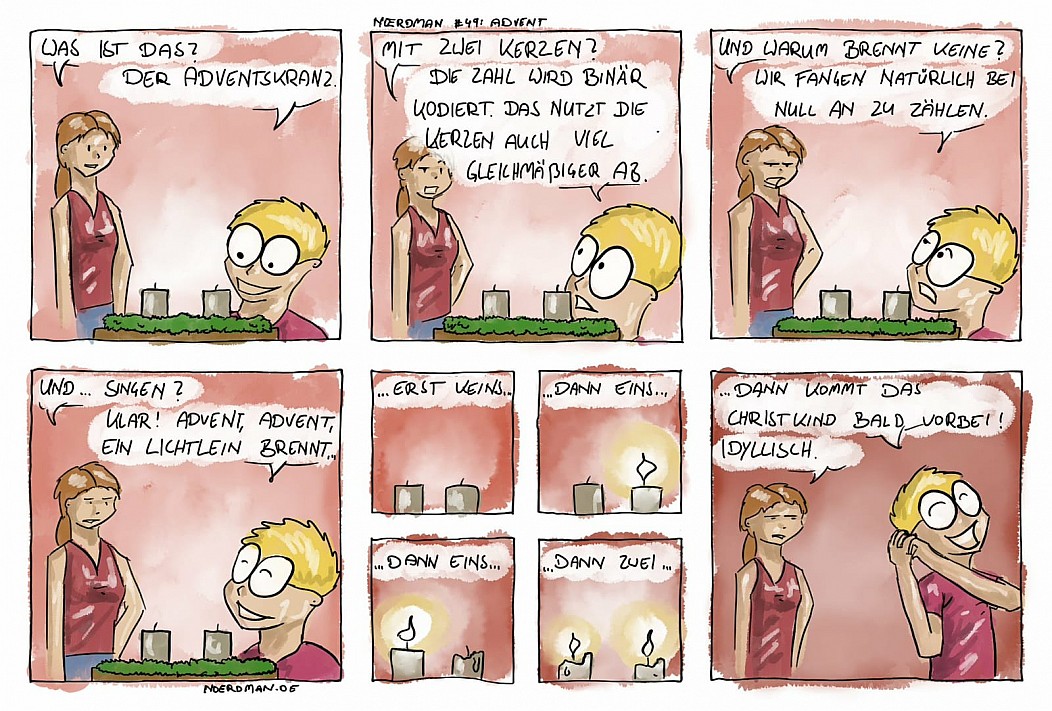 NOERDMAN #49: ADVENT
WAS IST DAS?
DER ADVENTSKRANZ.
MIT ZWEI KERZEN?
DIE ZAHL WIRD BINÄR
KODIERT. DAS NUTZT DIE
KERZEN AUCH VIEL
GLEICHMÄßIGER AB.
UND WARUM BRENNT KEINE?
WIR FANGEN NATÜRLICH BEI
NULL AN ZU ZÄHLEN.
UND... SINGEN?
KLAR! ADVENT, ADVENT,
EIN LICHTLEIN BRENNT...
...ERST KEINS...
...DANN EINS...
...DANN EINS...
...DANN ZWEI...
...DANN KOMMT DAS
CHRISTKIND BALD VORBEI!
IDYLLISCH.
NOERDMAN.DE